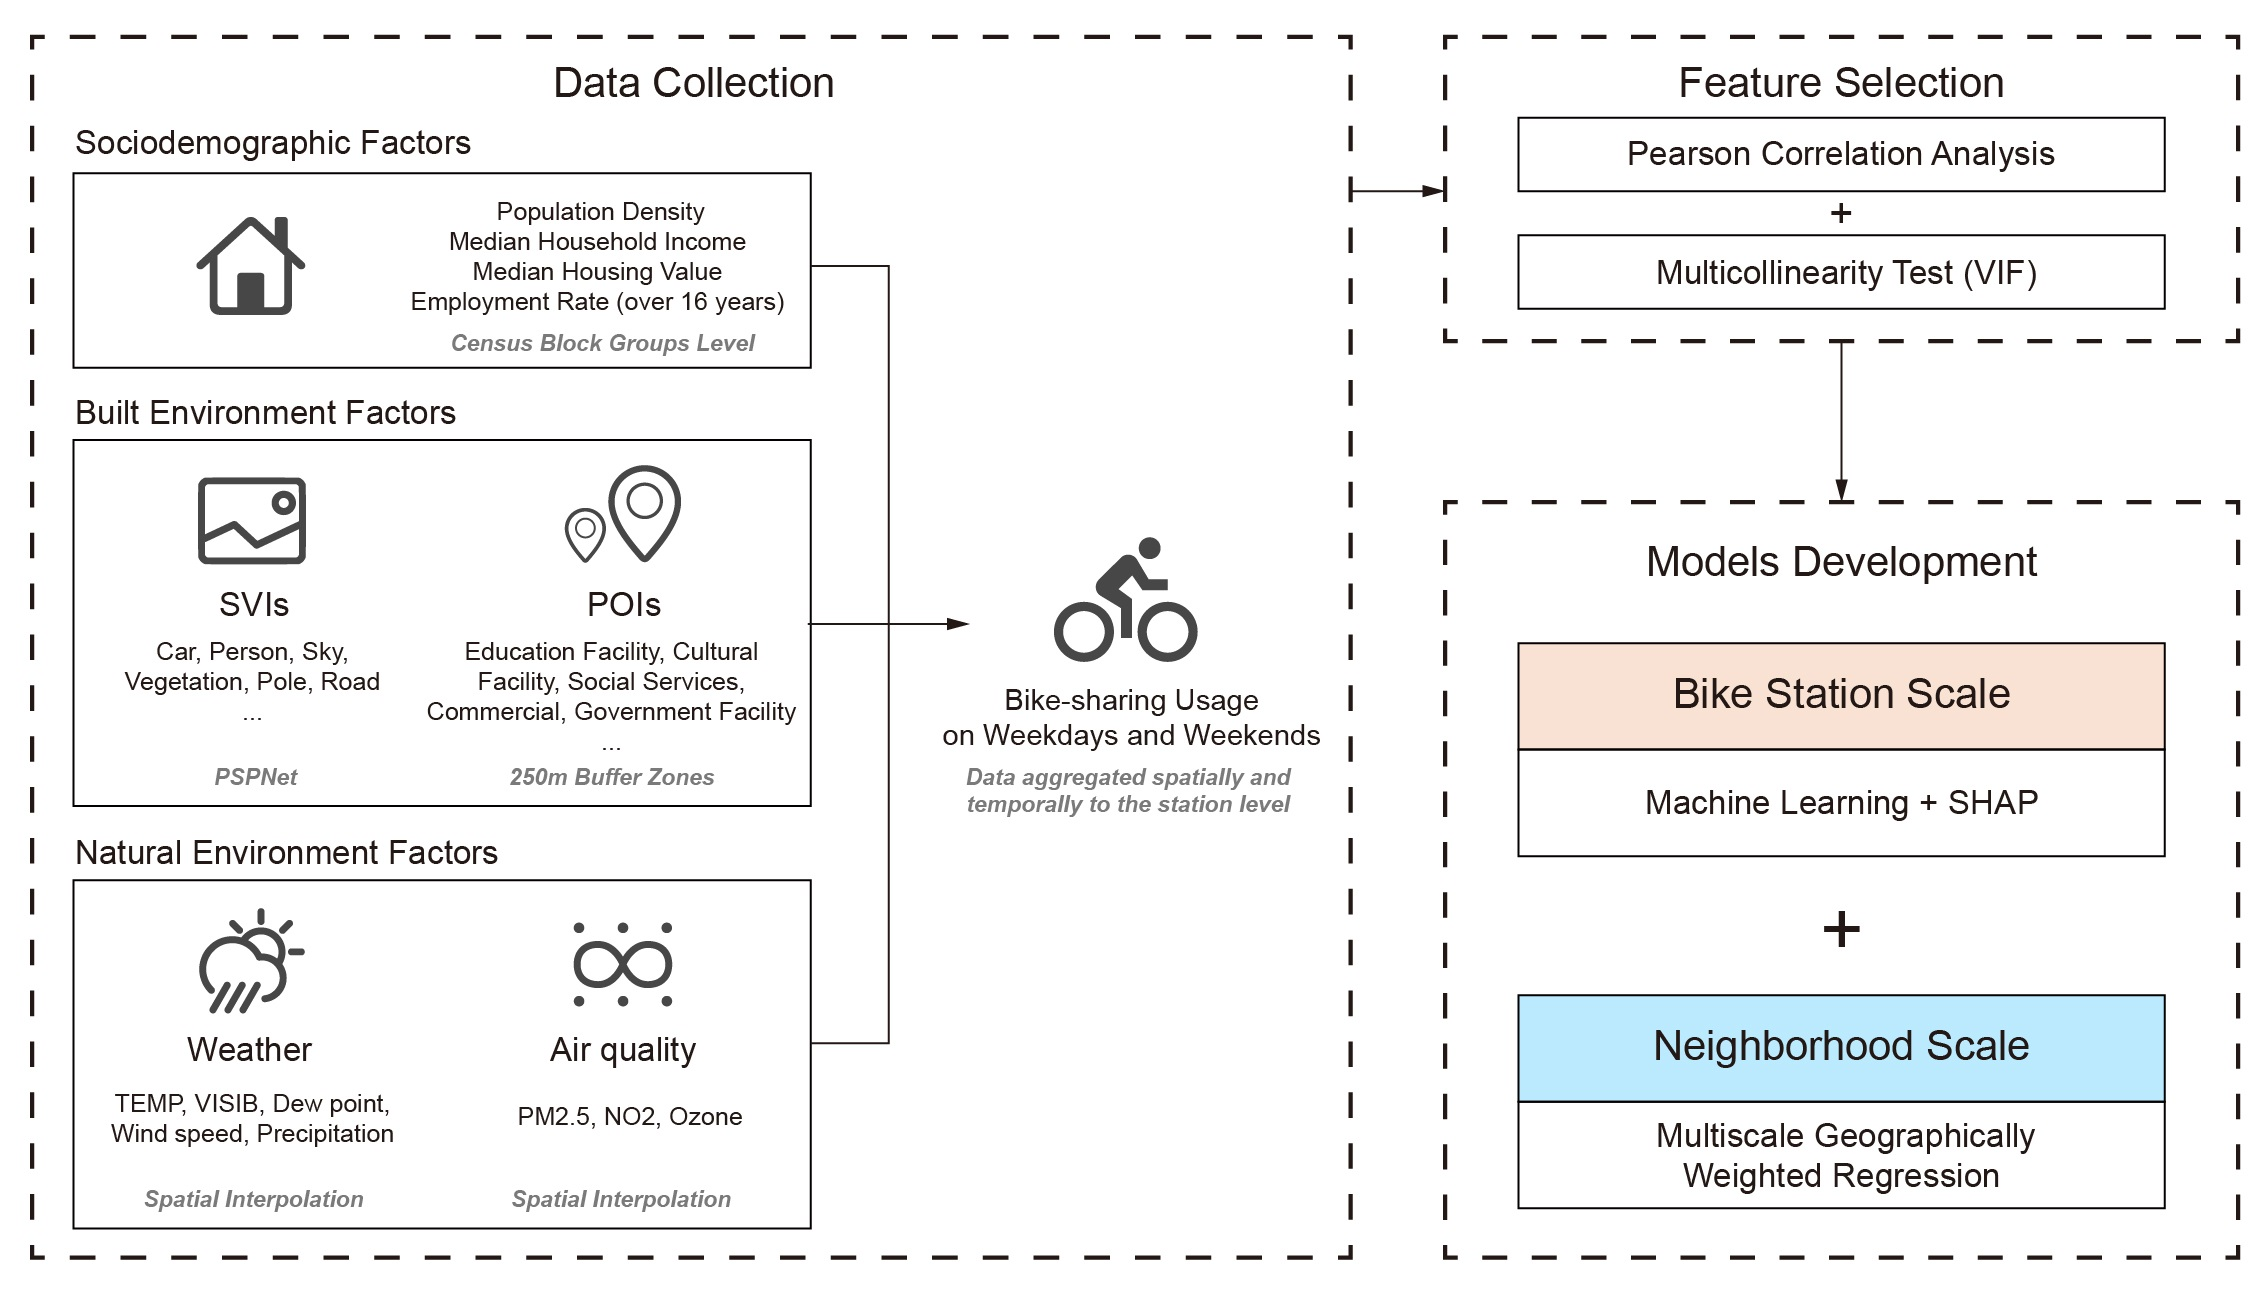 Data Collection
Sociodemographic Factors
Population Density
Median Household Income
Median Housing Value
Employment Rate (over 16 years)
Census Block Groups Level
Built Environment Factors
SVIs
Car, Person, Sky,
Vegetation, Pole, Road
...
PSPNet
POIs
Education Facility, Cultural
Facility, Social Services,
Commercial, Government Facility
...
250m Buffer Zones
Natural Environment Factors
Weather
TEMP, VISIB, Dew point,
Wind speed, Precipitation
Spatial Interpolation
Air quality
PM2.5, NO2, Ozone
Spatial Interpolation
Bike-sharing Usage
on Weekdays and Weekends
Data aggregated spatially and
temporally to the station level
Feature Selection
Pearson Correlation Analysis
+
Multicollinearity Test (VIF)
Models Development
Bike Station Scale
Machine Learning + SHAP
+
Neighborhood Scale
Multiscale Geographically
Weighted Regression